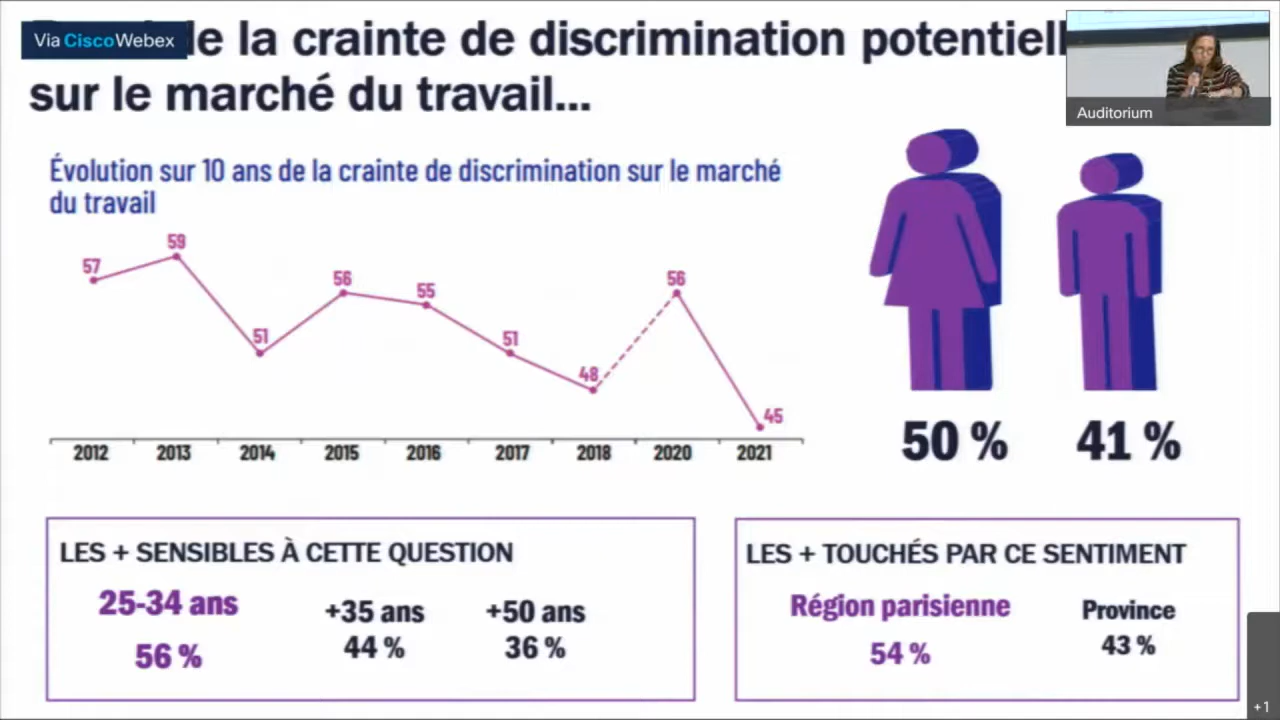 Via Cisco Webex
de la crainte de discrimination
sur le marché du travail...
Auditorium
Évolution sur 10 ans de la crainte de discrimination sur le marché
du travail
57
59
51
56
55
51
48
56
45
2012 2013 2014 2015 2016 2017 2018 2020 2021
50 % 41 %
LES + SENSIBLES À CETTE QUESTION
25-34 ans +35 ans +50 ans
56 % 44 % 36 %
LES + TOUCHÉS PAR CE SENTIMENT
Région parisienne Province
54 % 43 %
+1